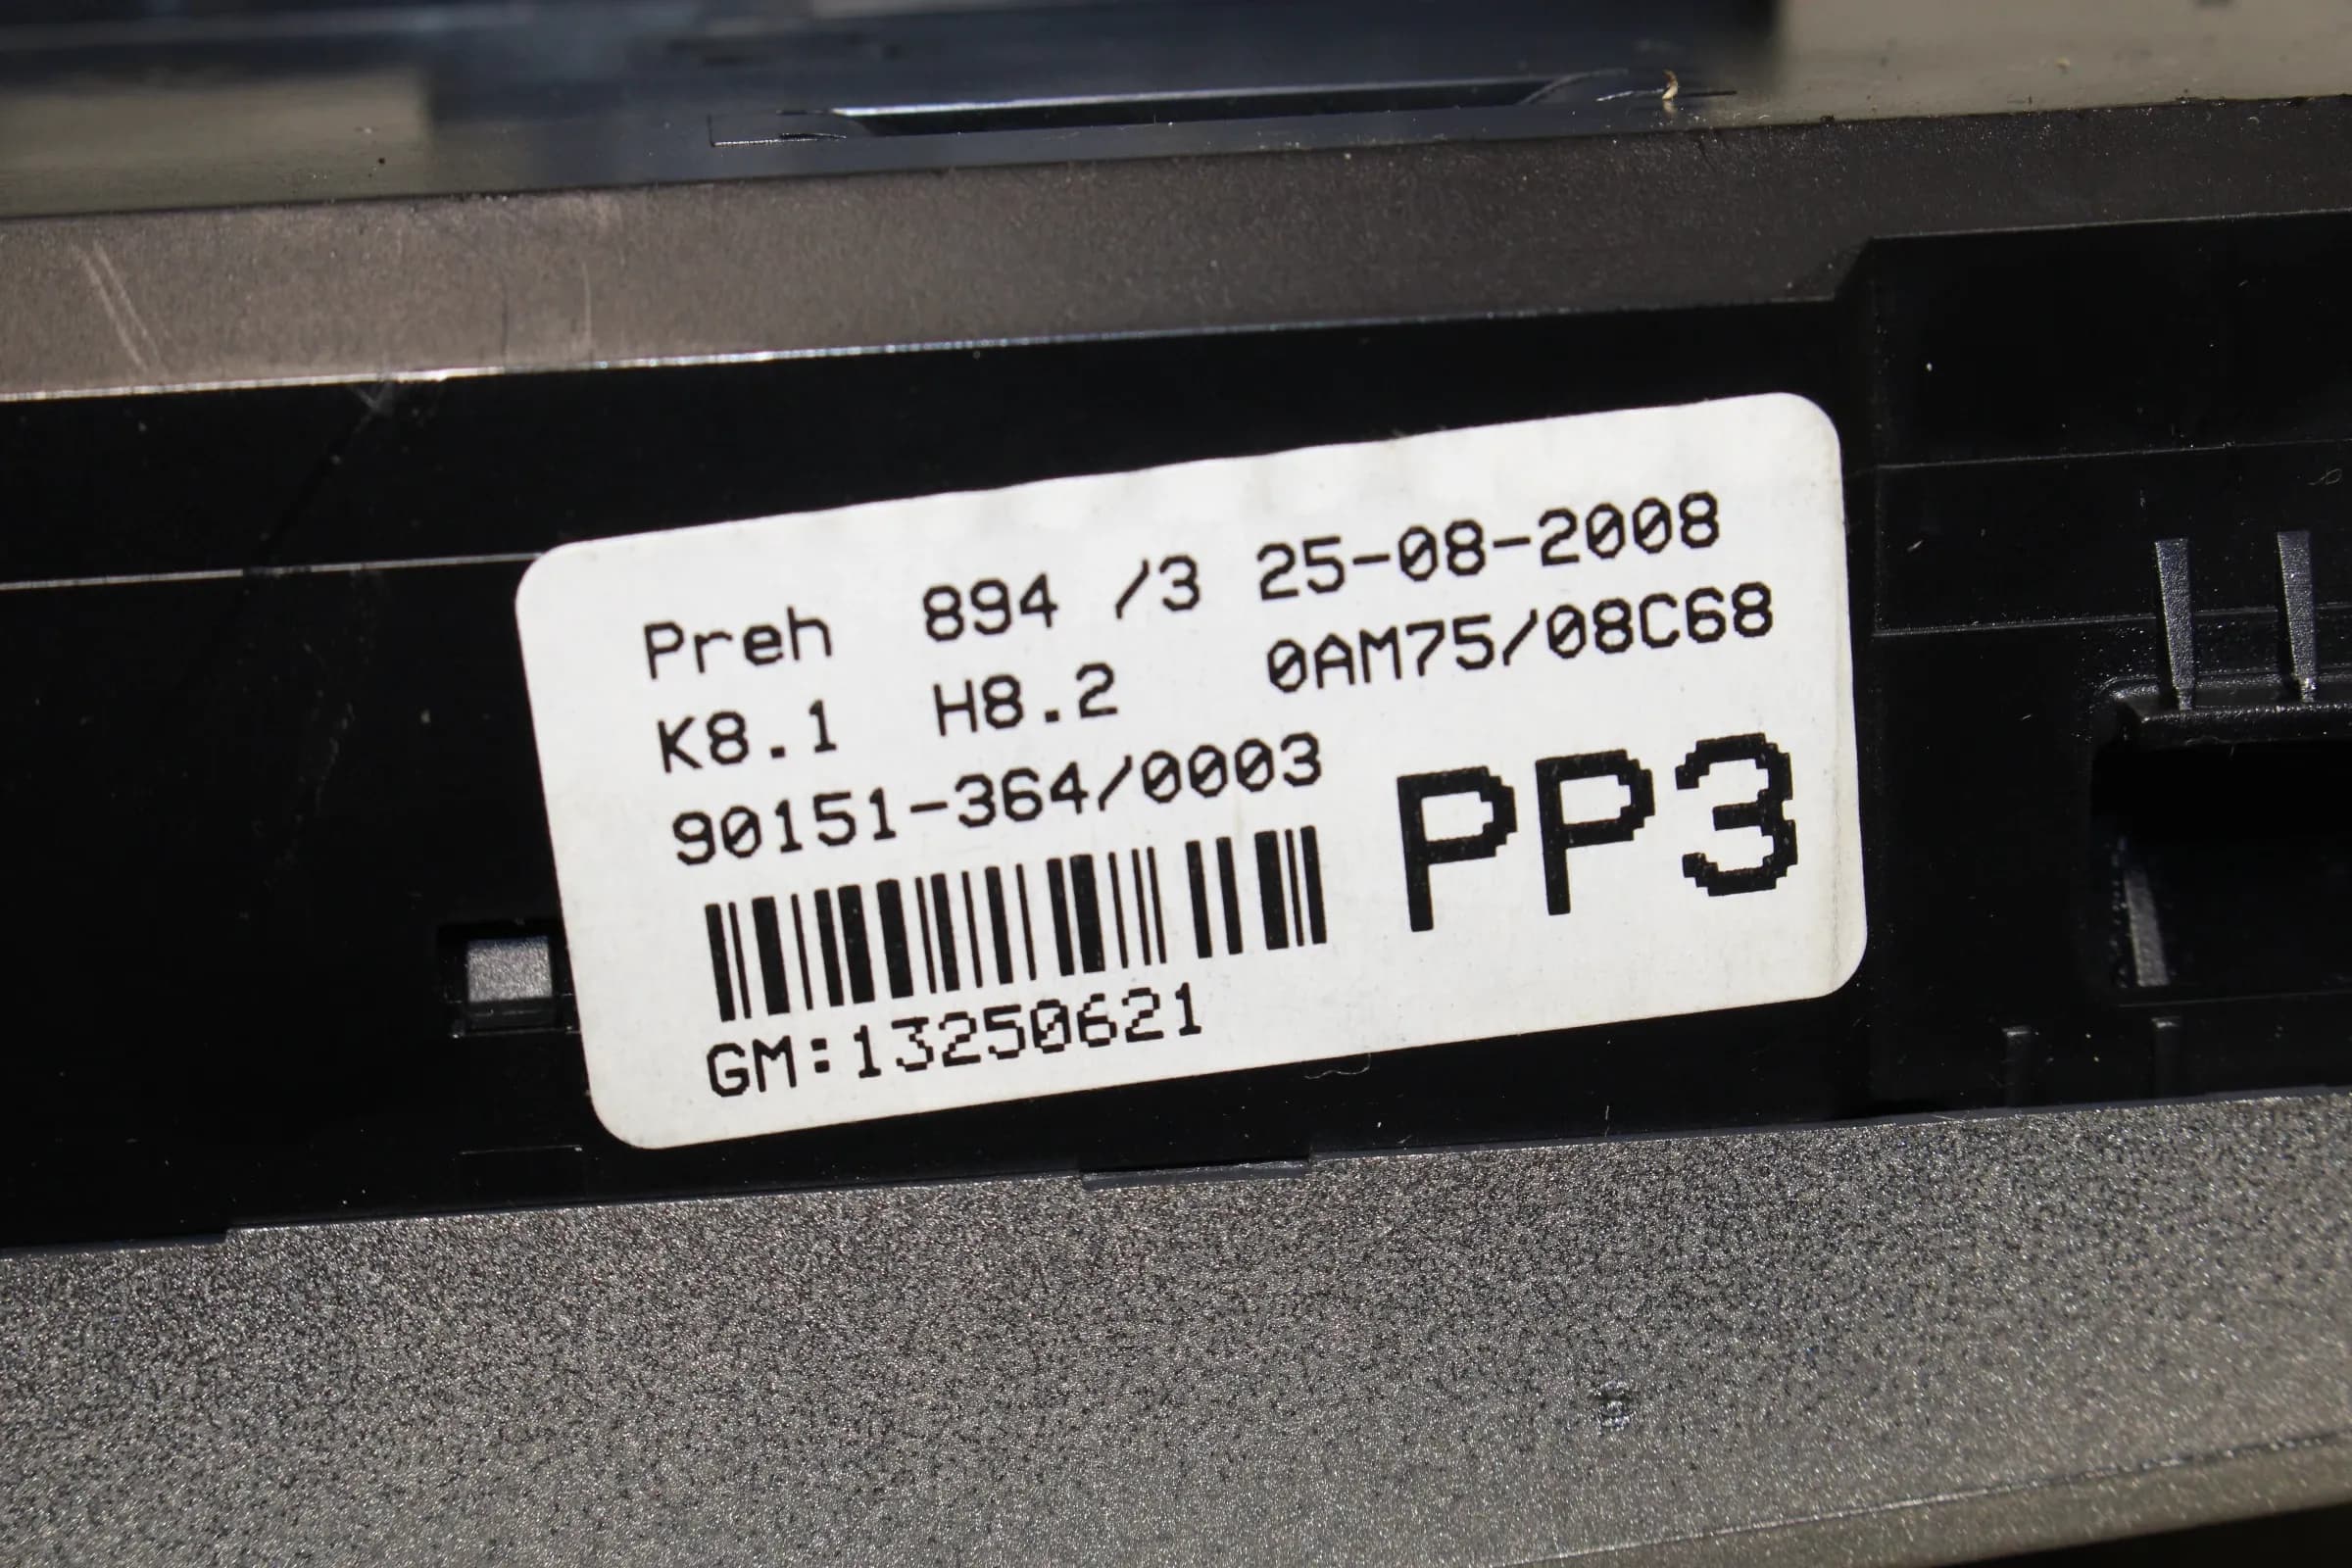 Preh 894 /3 25-08-2008
K8.1 H8.2 0AM75/08C68
90151-364/0003
PP3
GM:13250621